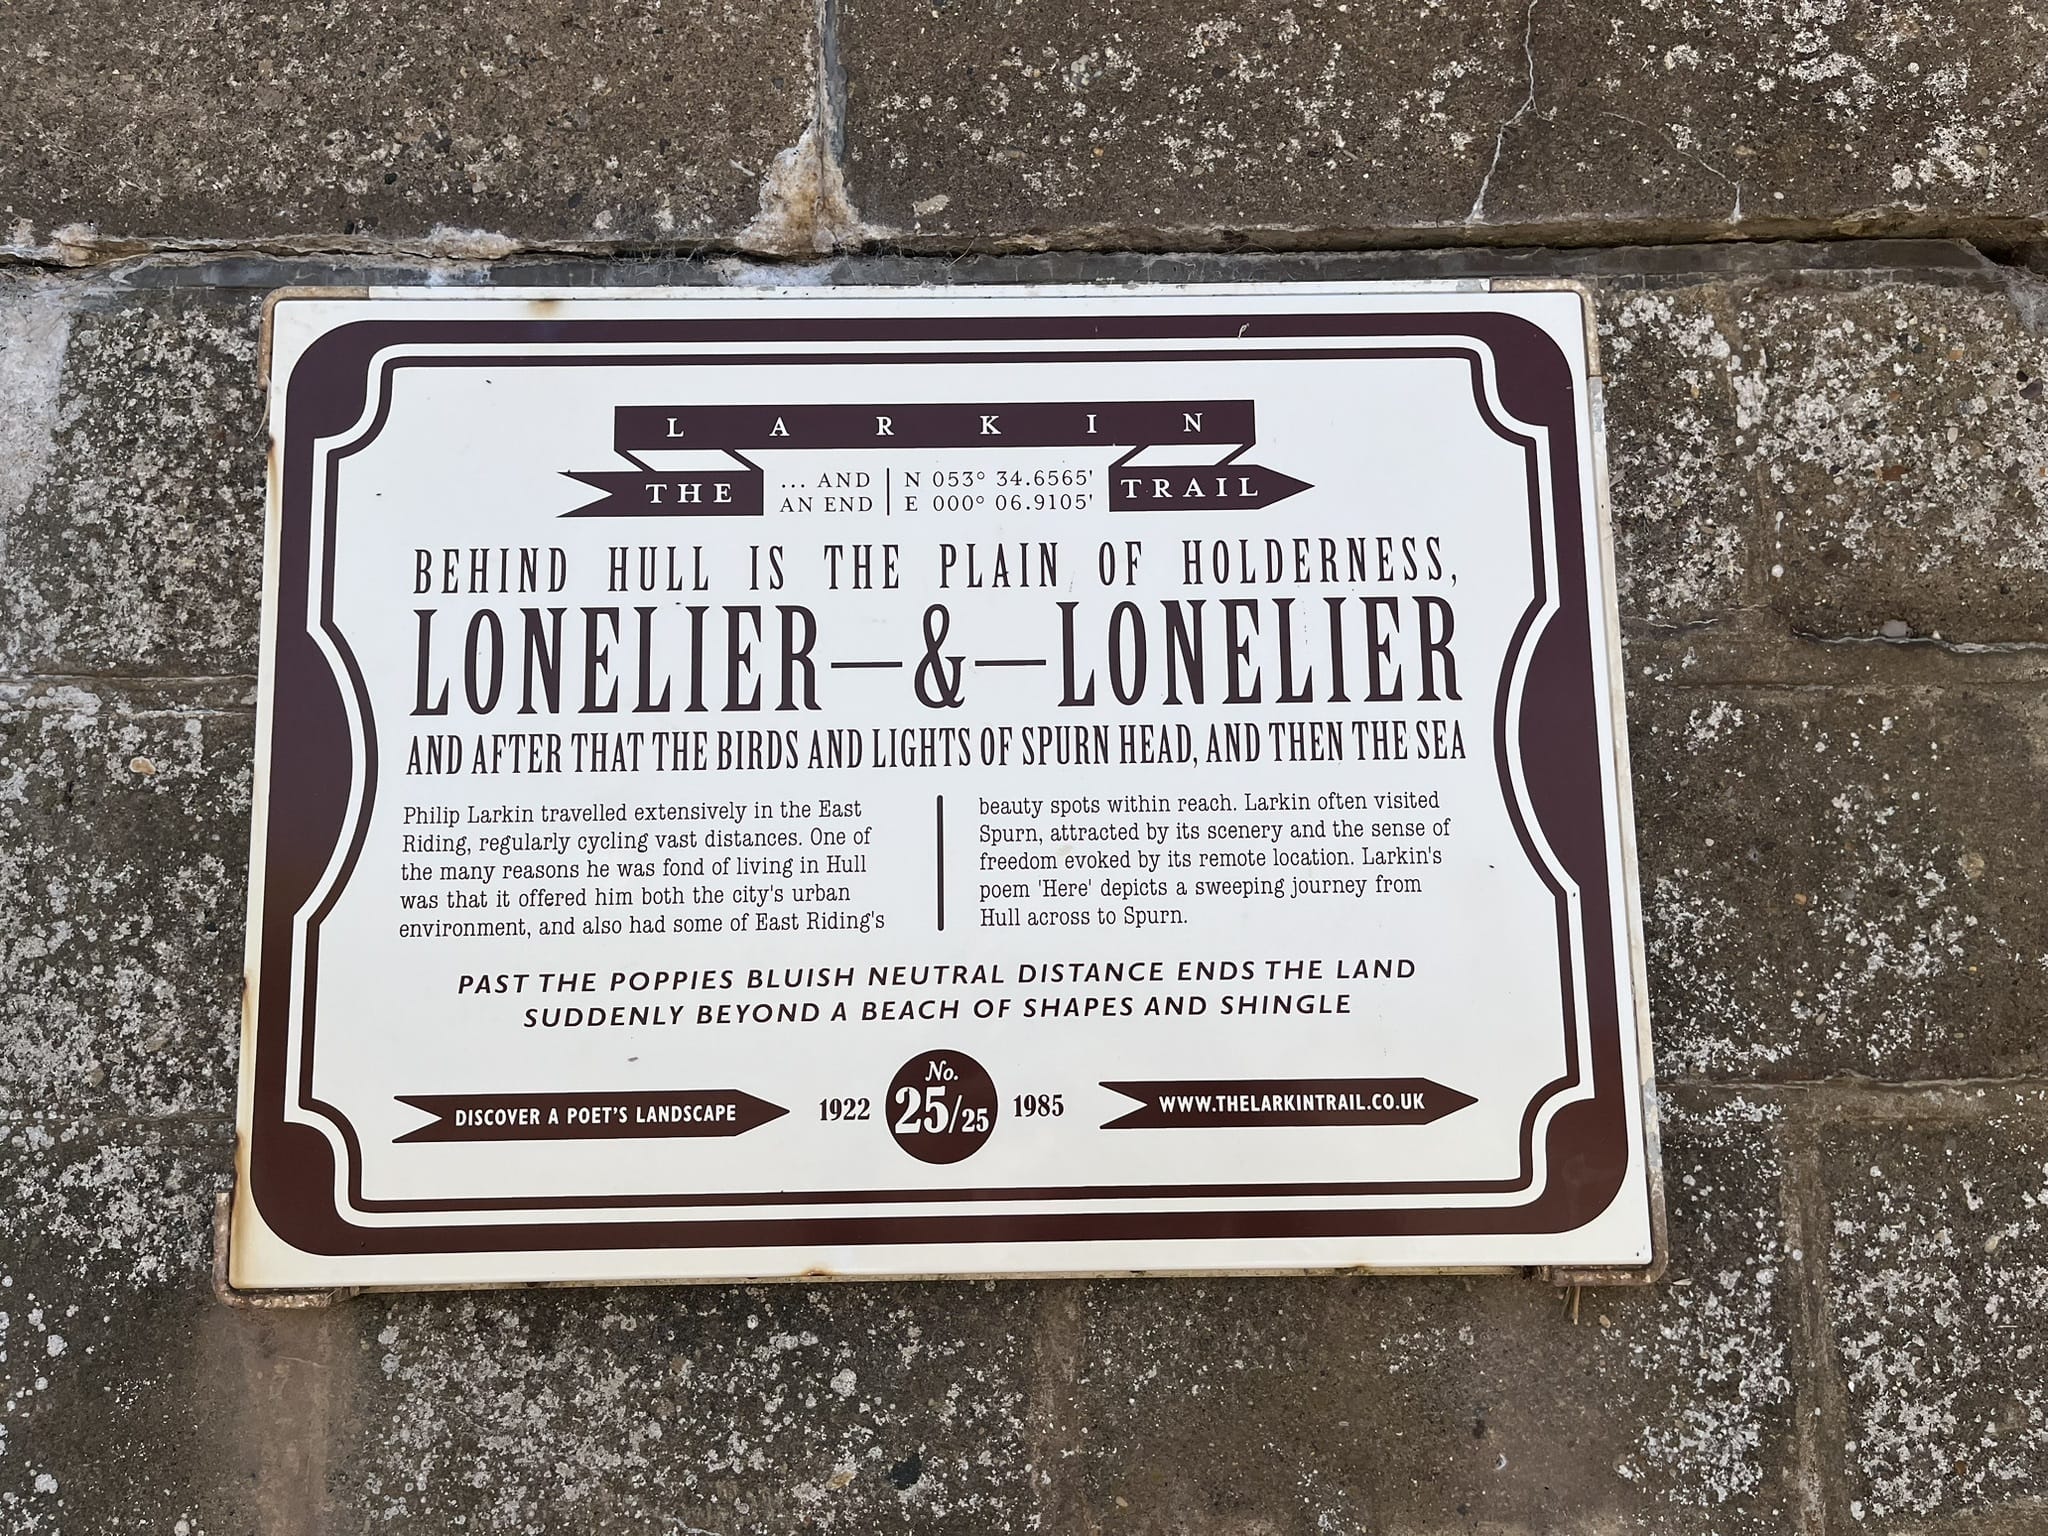 LARKIN
THE TRAIL
... AND
AN END
N 053° 34.6565'
E 000° 06.9105'
BEHIND HULL IS THE PLAIN OF HOLDERNESS,
LONELIER—&—LONELIER
AND AFTER THAT THE BIRDS AND LIGHTS OF SPURN HEAD, AND THEN THE SEA
Philip Larkin travelled extensively in the East
Riding, regularly cycling vast distances. One of
the many reasons he was fond of living in Hull
was that it offered him both the city's urban
environment, and also had some of East Riding's
beauty spots within reach. Larkin often visited
Spurn, attracted by its scenery and the sense of
freedom evoked by its remote location. Larkin's
poem 'Here' depicts a sweeping journey from
Hull across to Spurn.
PAST THE POPPIES BLUISH NEUTRAL DISTANCE ENDS THE LAND
SUDDENLY BEYOND A BEACH OF SHAPES AND SHINGLE
DISCOVER A POET'S LANDSCAPE
1922
No.
25/25
1985
WWW.THELARKINTRAIL.CO.UK